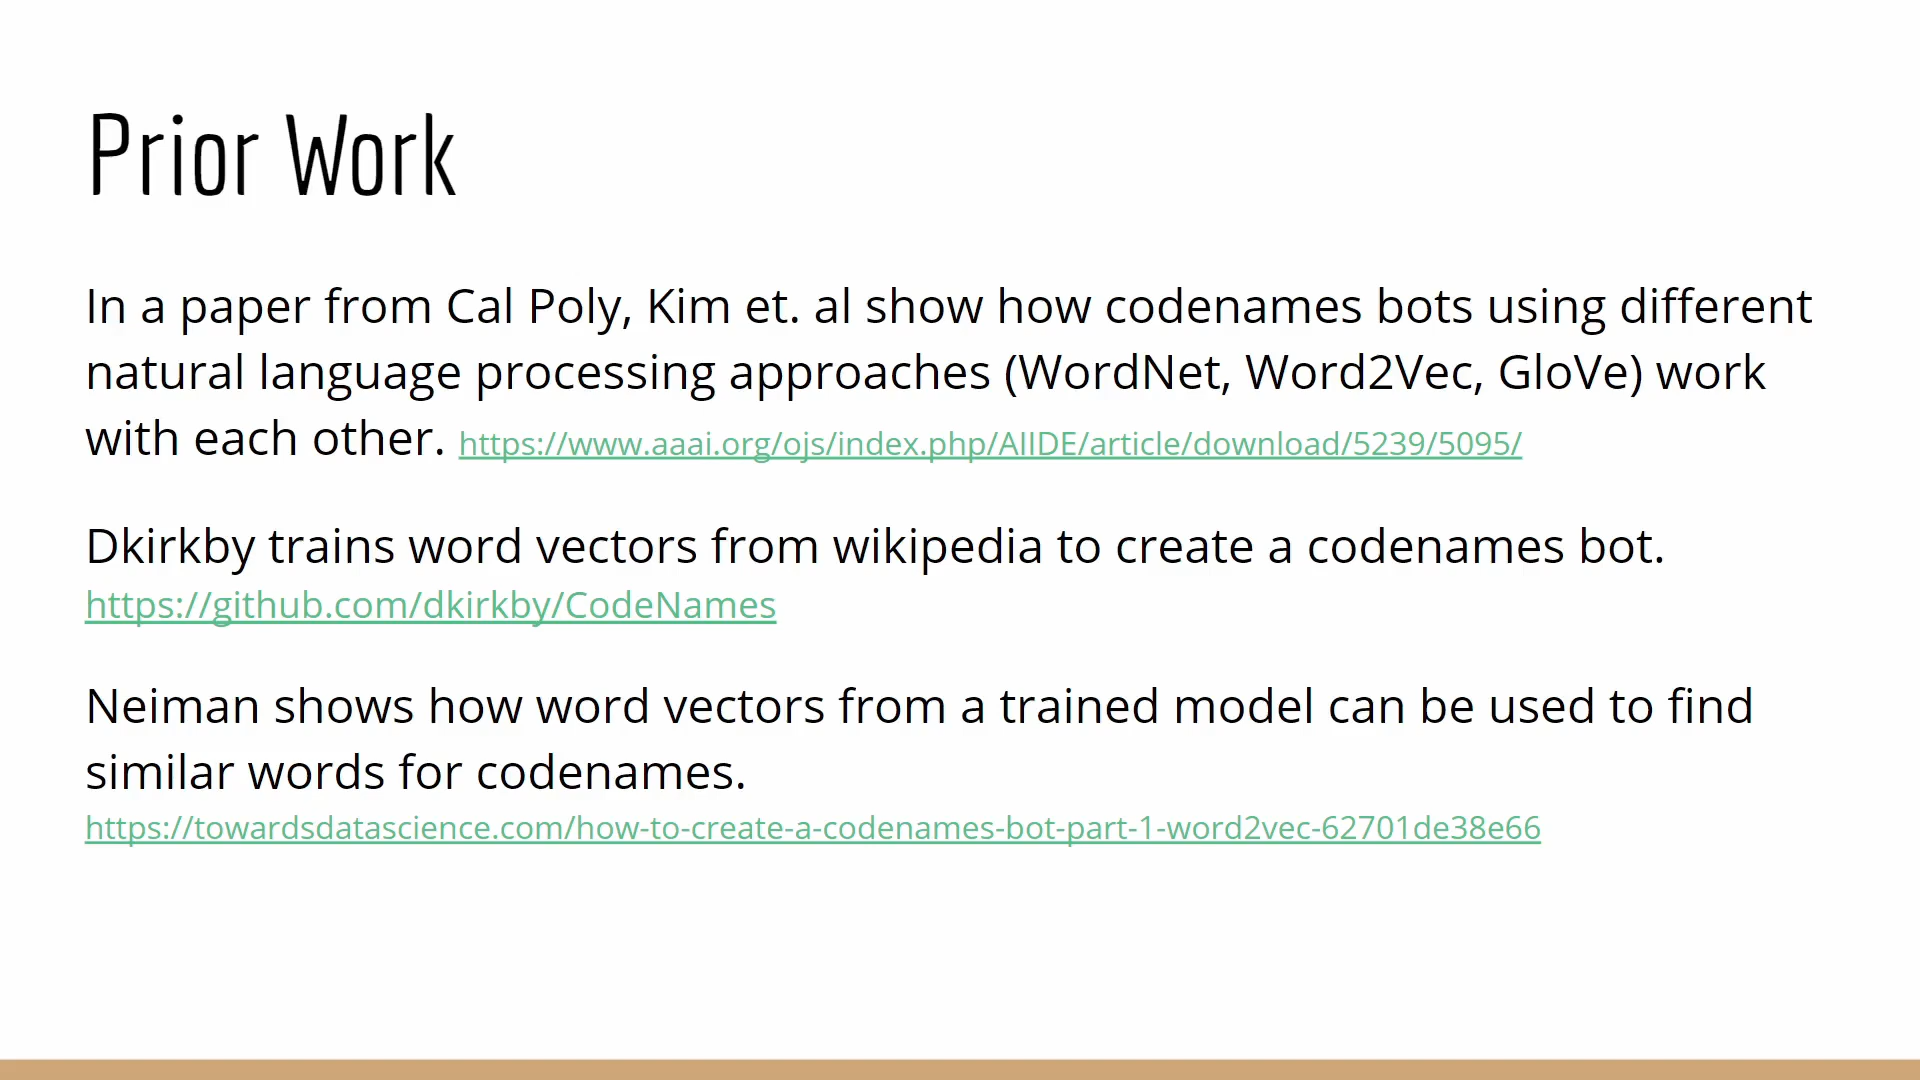 Prior Work
In a paper from Cal Poly, Kim et. al show how codenames bots using different
natural language processing approaches (WordNet, Word2Vec, GloVe) work
with each other. https://www.aaai.org/ojs/index.php/AIIDE/article/download/5239/5095/
Dkirkby trains word vectors from wikipedia to create a codenames bot.
https://github.com/dkirkby/CodeNames
Neiman shows how word vectors from a trained model can be used to find
similar words for codenames.
https://towardsdatascience.com/how-to-create-a-codenames-bot-part-1-word2vec-62701de38e66